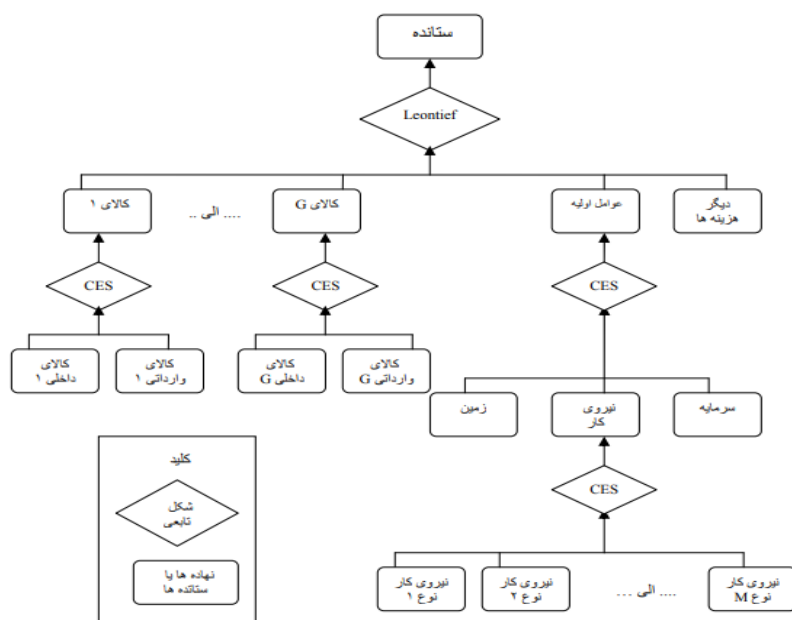 ستانده
Leontief
کالای ۱
.... الی ..
کالای G
عوامل اولیه
دیگر
هزینه ها
CES
CES
CES
کالای
داخلی ۱
کالای
وارداتی ۱
کالای
داخلی G
کالای
وارداتی G
زمین
نیروی
کار
سرمایه
CES
کلید
شکل
تابعی
نهاده ها یا
ستانده ها
نیروی کار
نوع ۱
نیروی کار
نوع ۲
.... الی ...
نیروی کار
نوع M